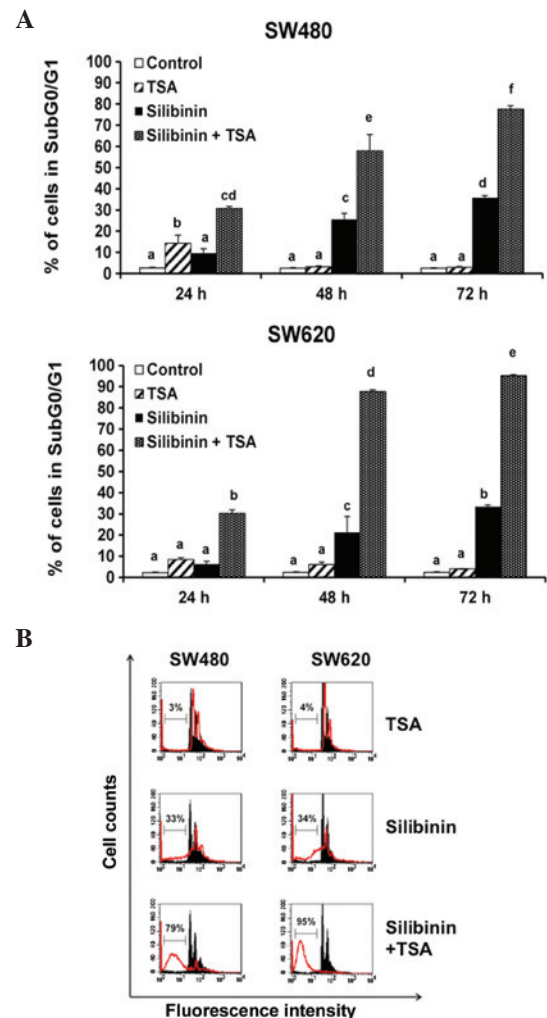 A
SW480
% of cells in SubG0/G1
100
90
80
70
60
50
40
30
20
10
0
Control
TSA
Silibinin
Silibinin + TSA
a b a cd
a a c e
a a d f
24 h 48 h 72 h
SW620
% of cells in SubG0/G1
100
90
80
70
60
50
40
30
20
10
0
Control
TSA
Silibinin
Silibinin + TSA
a a a b
a a c d
a a b e
24 h 48 h 72 h
B
SW480 SW620
Cell counts
3% 4%
TSA
33% 34%
Silibinin
79% 95%
Silibinin
+TSA
Fluorescence intensity